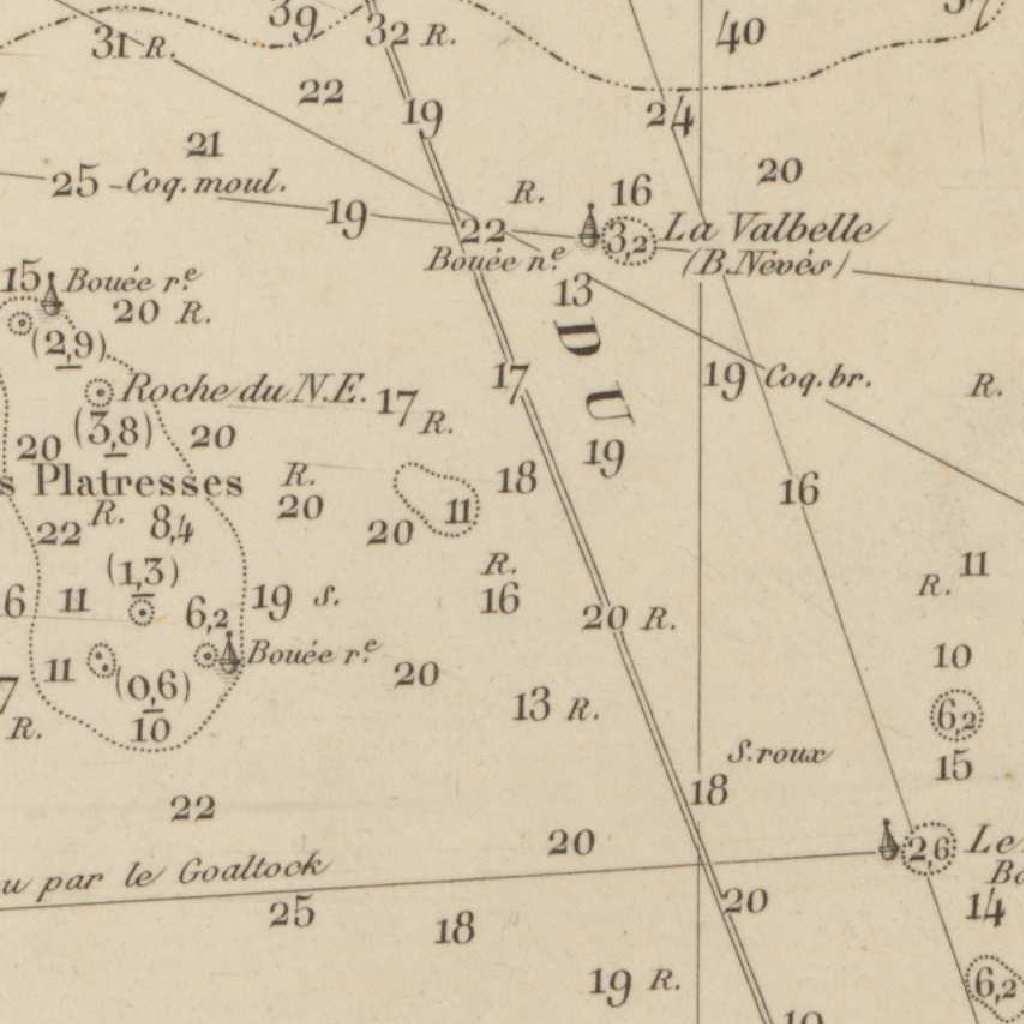 39
32 R.
40
31 R.
22
19
24
21
20
25 Coq. moul.
R.
16
19
22
3,2
La Valbelle
Bouée n.e
(B. Névés)
15
Bouée r.e
13
20 R.
(2,9)
D U
17
19
Coq. br.
R.
Roche du N.E.
17 R.
(3,8)
20
20
19
Platresses
R.
18
16
20
11
22 R.
8,4
20
R.
11
(1,3)
R.
6
11
6,2
19 s.
16
20 R.
Bouée r.e
10
11
(0,6)
20
7
6,2
R.
10
13 R.
S. roux
15
18
22
20
2,6
Le
u par le Goaltock
25
18
20
14
19 R.
6,2